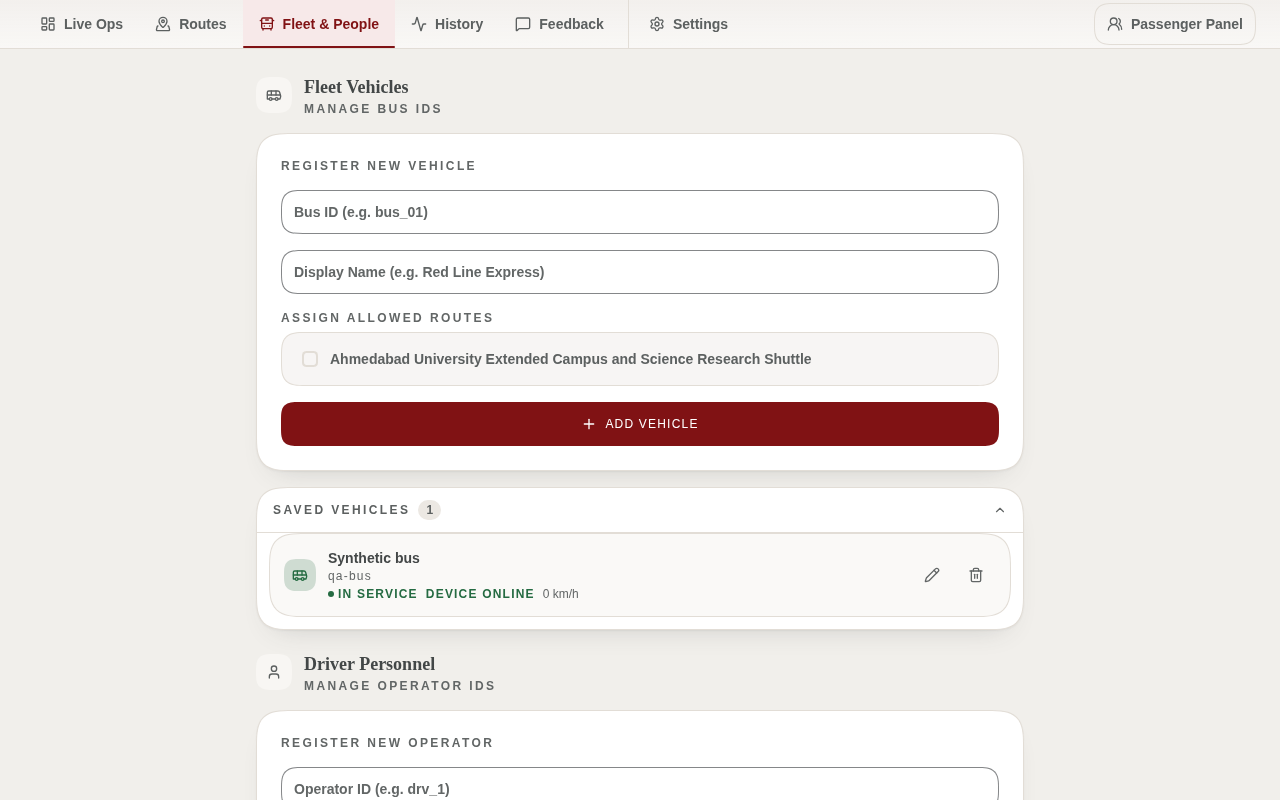 Live Ops
Routes
Fleet & People
History
Feedback
Settings
Passenger Panel
Fleet Vehicles
MANAGE BUS IDS
REGISTER NEW VEHICLE
Bus ID (e.g. bus_01)
Display Name (e.g. Red Line Express)
ASSIGN ALLOWED ROUTES
Ahmedabad University Extended Campus and Science Research Shuttle
ADD VEHICLE
SAVED VEHICLES 1
Synthetic bus
qa-bus
IN SERVICE DEVICE ONLINE 0 km/h
Driver Personnel
MANAGE OPERATOR IDS
REGISTER NEW OPERATOR
Operator ID (e.g. drv_1)